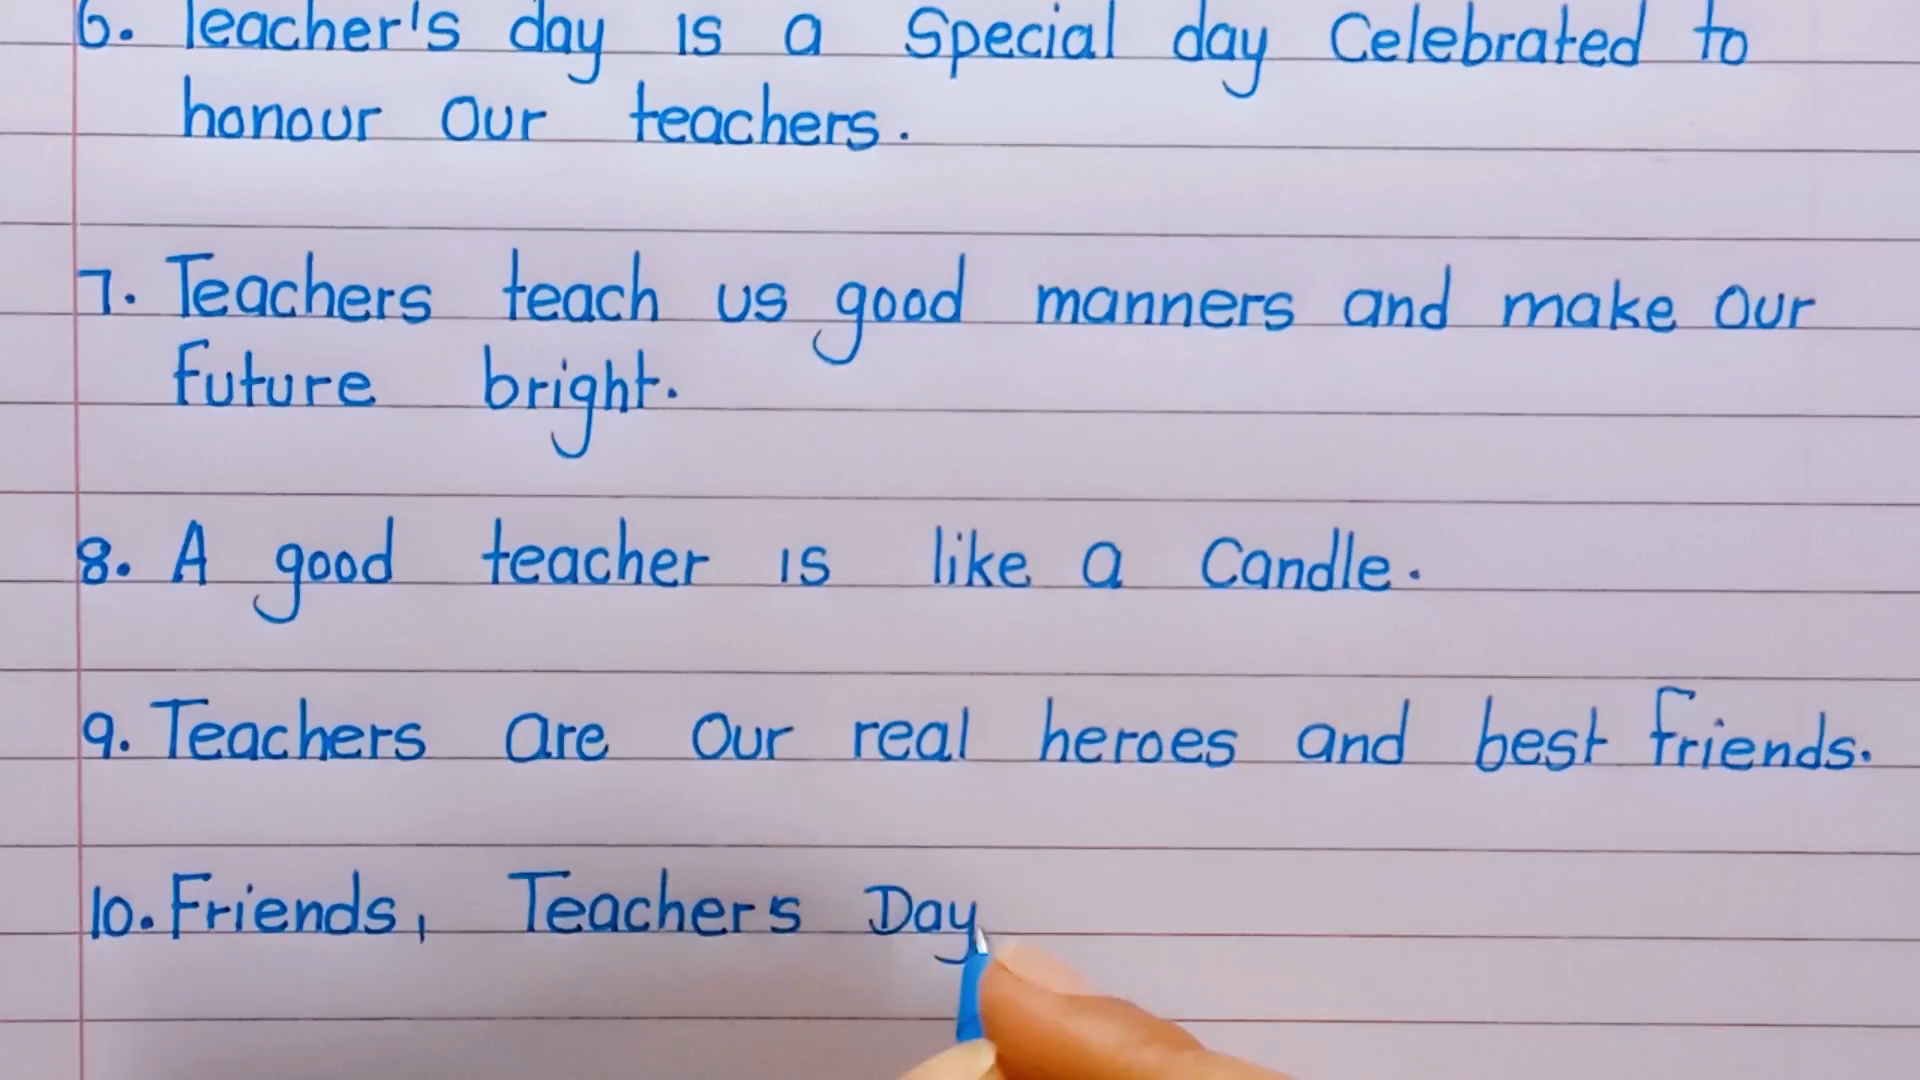 6. Teacher's day is a Special day Celebrated to
honour Our teachers.
7. Teachers teach us good manners and make Our
future bright.
8. A good teacher is like a Candle.
9. Teachers are Our real heroes and best friends.
10. Friends, Teachers Day